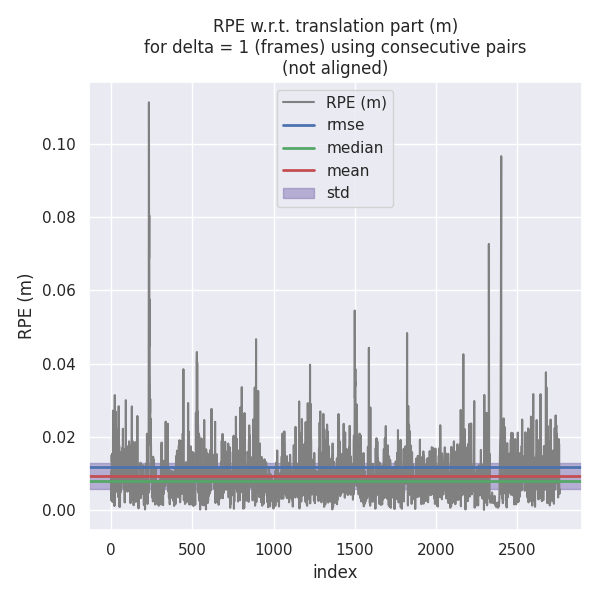 RPE w.r.t. translation part (m)
for delta = 1 (frames) using consecutive pairs
(not aligned)
RPE (m)
rmse
median
mean
std
RPE (m)
0.10
0.08
0.06
0.04
0.02
0.00
0 500 1000 1500 2000 2500
index